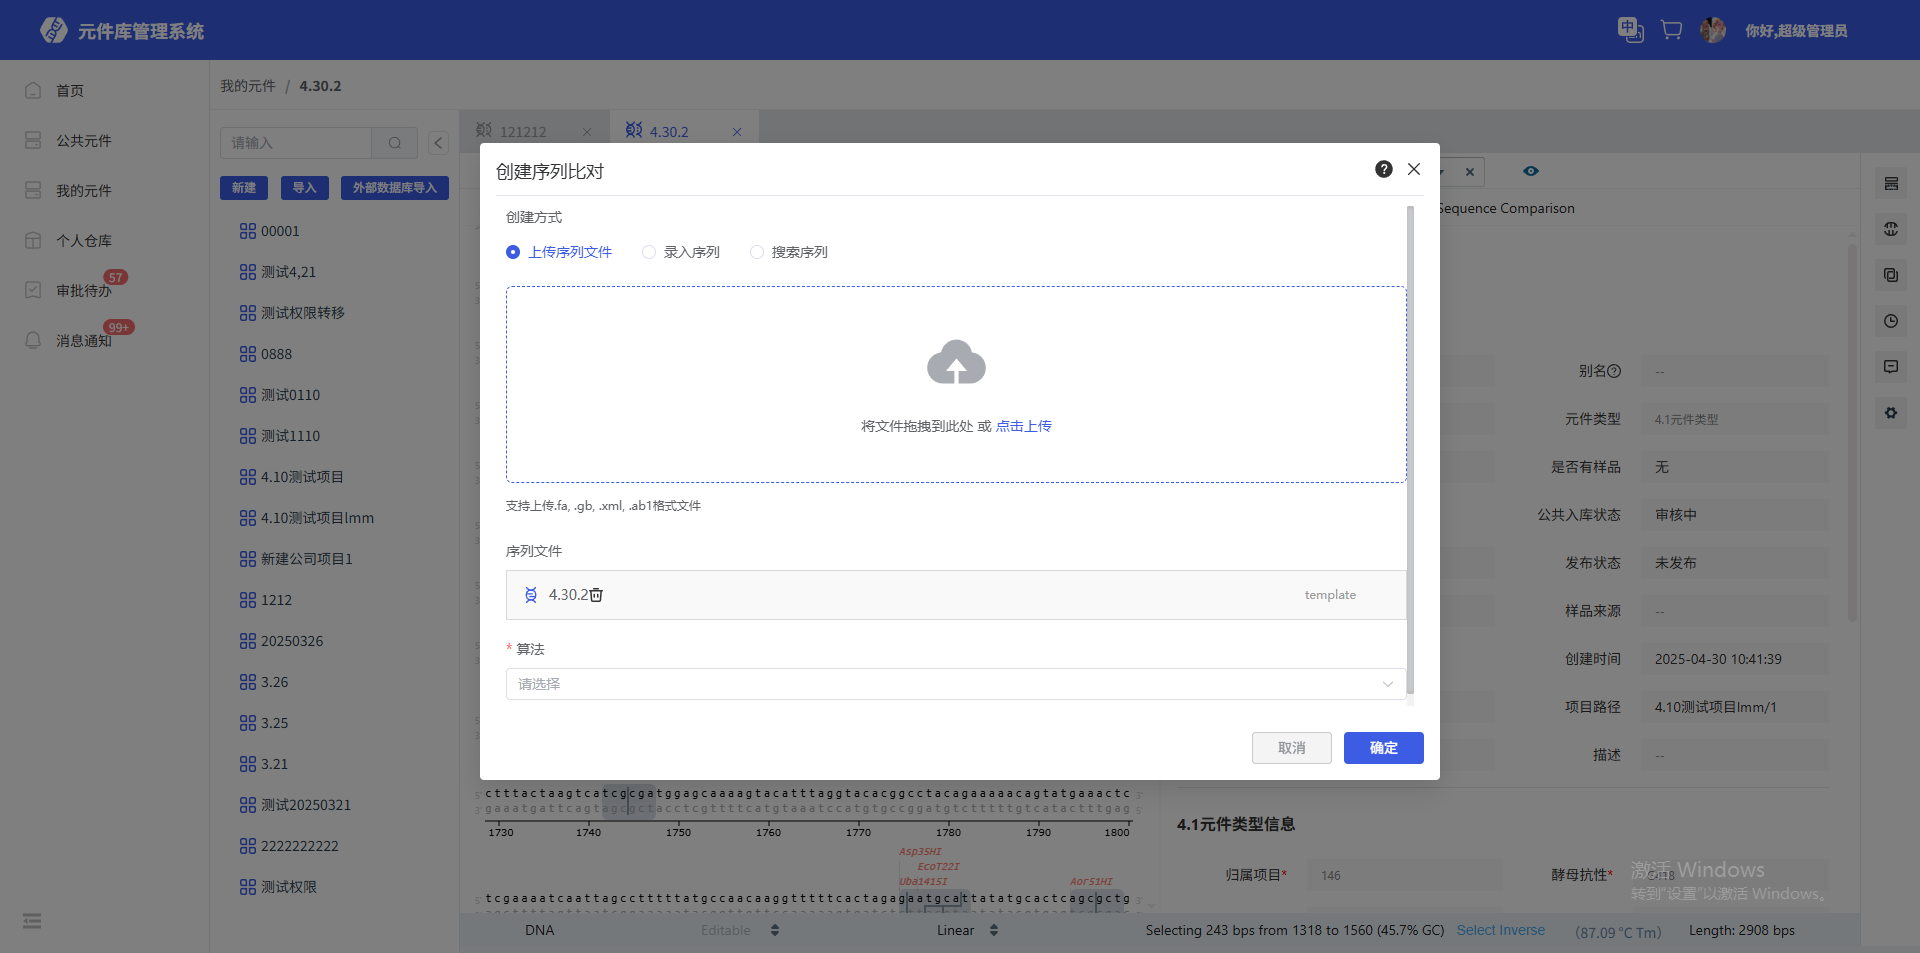 元件库管理系统
中
你好,超级管理员
首页
公共元件
我的元件
个人仓库
审批待办
57
消息通知
99+
我的元件 / 4.30.2
请输入
新建
导入
外部数据库导入
00001
测试4,21
测试权限转移
0888
测试0110
测试1110
4.10测试项目
4.10测试项目lmm
新建公司项目1
1212
20250326
3.26
3.25
3.21
测试20250321
2222222222
测试权限
121212
4.30.2
创建序列比对
创建方式
上传序列文件
录入序列
搜索序列
将文件拖拽到此处 或 点击上传
支持上传.fa, .gb, .xml, .ab1格式文件
序列文件
4.30.2
template
* 算法
请选择
取消
确定
Sequence Comparison
别名
--
元件类型
4.1元件类型
是否有样品
无
公共入库状态
审核中
发布状态
未发布
样品来源
--
创建时间
2025-04-30 10:41:39
项目路径
4.10测试项目lmm/1
描述
--
4.1元件类型信息
归属项目*
146
酵母抗性*
激活 Windows
转到"设置"以激活 Windows。
5' ctttactaagtcatcgcgatggagcaaaagtacatttaggtacacggcctacagaaaaacagtatgaaactc 3'
3' gaaatgattcagtagcgctacctcgttttcatgtaaatccatgtgccggatgtctttttgtcatactttgag 5'
1730 1740 1750 1760 1770 1780 1790 1800
Asp35HI
EcoT22I
Uba1415I
Aor51HI
5' tcgaaaatcaattagcctttttatgccaacaaggtttttcactagagaatgcattatatgcactcagcgctg 3'
DNA
Editable
Linear
Selecting 243 bps from 1318 to 1560 (45.7% GC)
Select Inverse
(87.09 °C Tm)
Length: 2908 bps